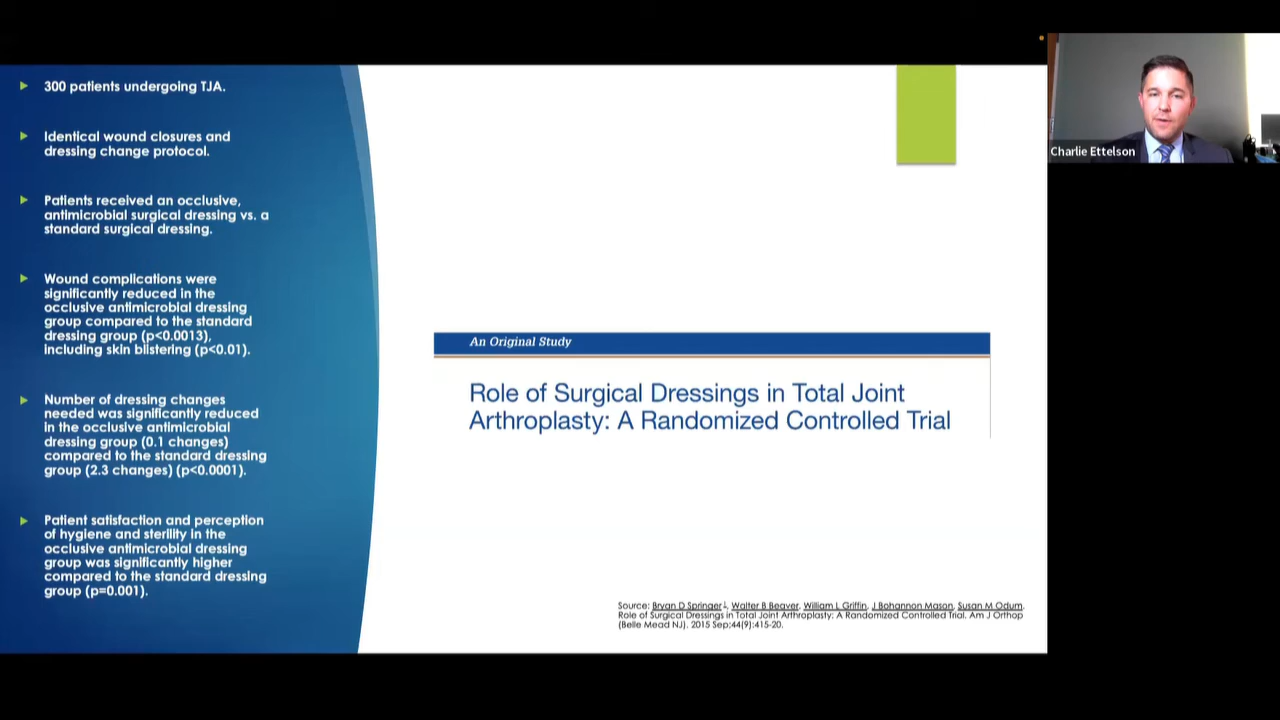 300 patients undergoing TJA.
Identical wound closures and
dressing change protocol.
Patients received an occlusive,
antimicrobial surgical dressing vs. a
standard surgical dressing.
Wound complications were
significantly reduced in the
occlusive antimicrobial dressing
group compared to the standard
dressing group (p<0.0013),
including skin blistering (p<0.01).
Number of dressing changes
needed was significantly reduced
in the occlusive antimicrobial
dressing group (0.1 changes)
compared to the standard dressing
group (2.3 changes) (p<0.0001).
Patient satisfaction and perception
of hygiene and sterility in the
occlusive antimicrobial dressing
group was significantly higher
compared to the standard dressing
group (p=0.001).
An Original Study
Role of Surgical Dressings in Total Joint
Arthroplasty: A Randomized Controlled Trial
Source: Bryan D Springer 1, Walter B Beaver, William L Griffin, J Bohannon Mason, Susan M Odum.
Role of Surgical Dressings in Total Joint Arthroplasty: A Randomized Controlled Trial. Am J Orthop
(Belle Mead NJ). 2015 Sep;44(9):415-20.
Charlie Ettelson